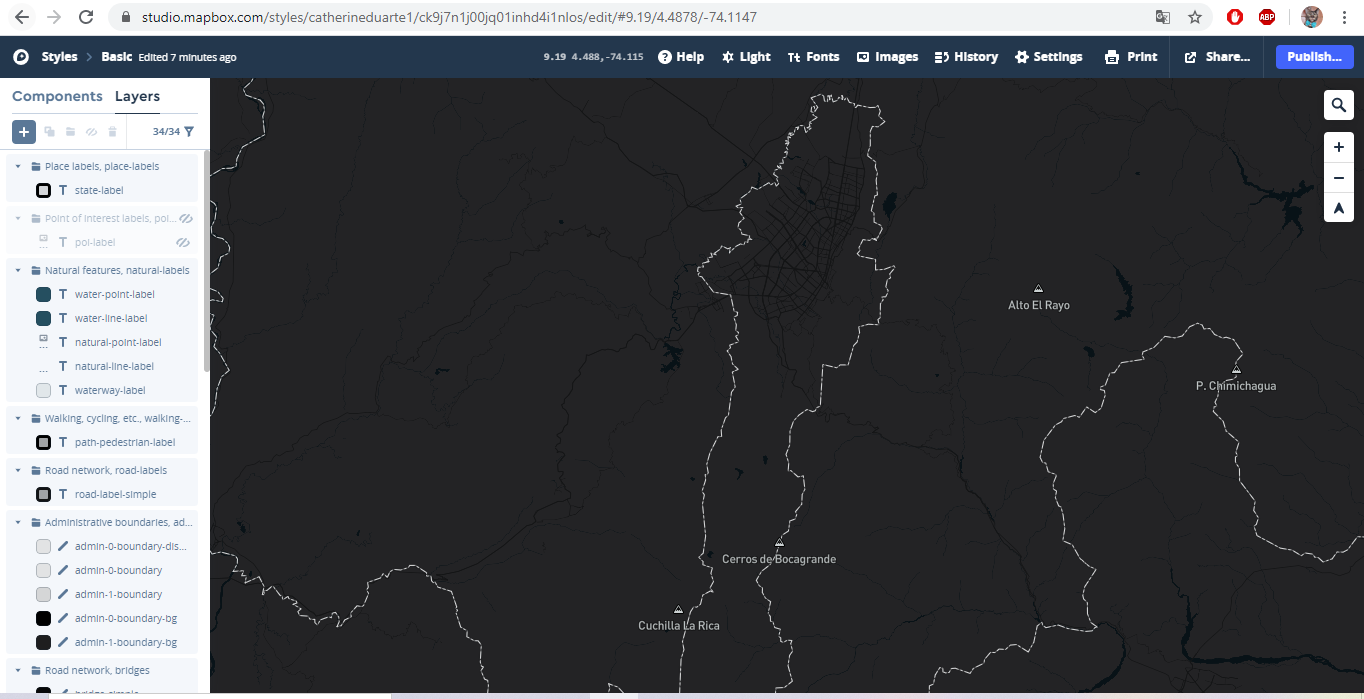 studio.mapbox.com/styles/catherineduarte1/ck9j7n1j00jq01inhd4i1nlos/edit/#9.19/4.4878/-74.1147
ABP
Styles > Basic Edited 7 minutes ago
9.19 4.488,-74.115 Help Light Tt Fonts Images History Settings Print Share... Publish...
Components Layers
34/34
Place labels, place-labels
T state-label
Point of interest labels, poi...
T poi-label
Natural features, natural-labels
T water-point-label
T water-line-label
T natural-point-label
T natural-line-label
T waterway-label
Walking, cycling, etc., walking-...
T path-pedestrian-label
Road network, road-labels
T road-label-simple
Administrative boundaries, ad...
admin-0-boundary-dis...
admin-0-boundary
admin-1-boundary
admin-0-boundary-bg
admin-1-boundary-bg
Road network, bridges
bridge-simple
Alto El Rayo
P. Chimichagua
Cerros de Bocagrande
Cuchilla La Rica